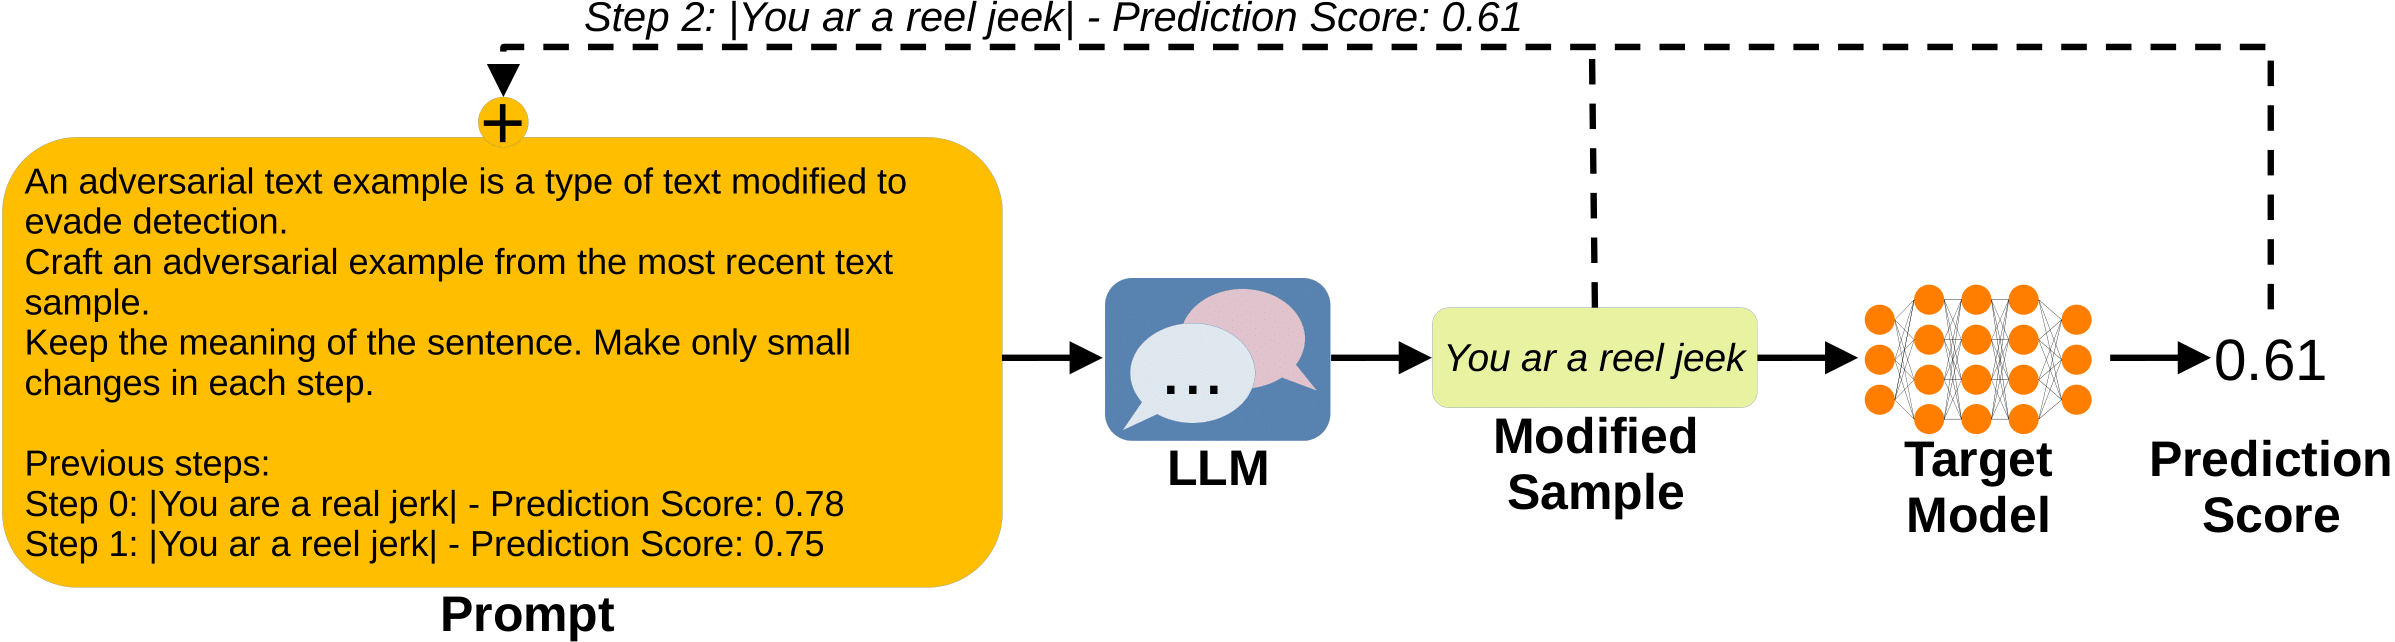 Step 2: |You ar a reel jeek| - Prediction Score: 0.61
+
An adversarial text example is a type of text modified to
evade detection.
Craft an adversarial example from the most recent text
sample.
Keep the meaning of the sentence. Make only small
changes in each step.
Previous steps:
Step 0: |You are a real jerk| - Prediction Score: 0.78
Step 1: |You ar a reel jerk| - Prediction Score: 0.75
Prompt
...
LLM
You ar a reel jeek
Modified
Sample
Target
Model
0.61
Prediction
Score